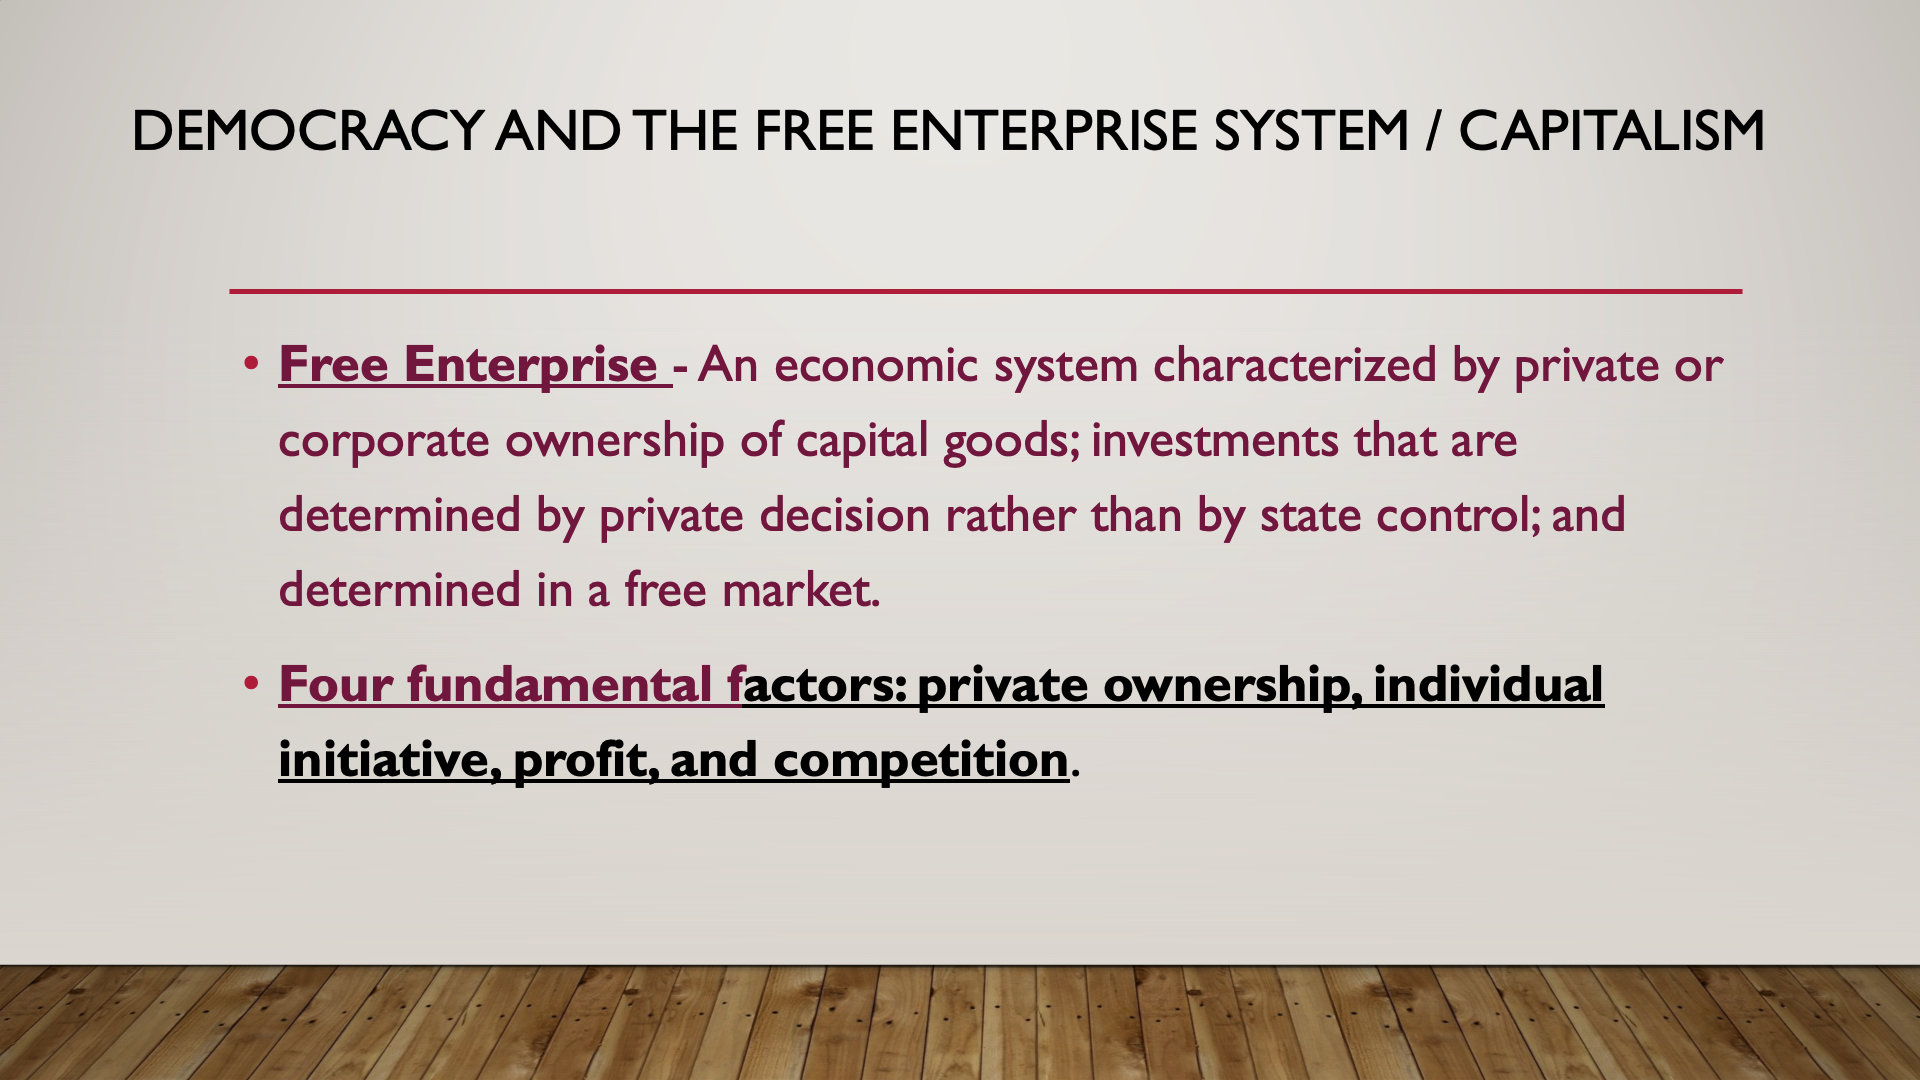 DEMOCRACY AND THE FREE ENTERPRISE SYSTEM / CAPITALISM
• Free Enterprise - An economic system characterized by private or
corporate ownership of capital goods; investments that are
determined by private decision rather than by state control; and
determined in a free market.
• Four fundamental factors: private ownership, individual
initiative, profit, and competition.